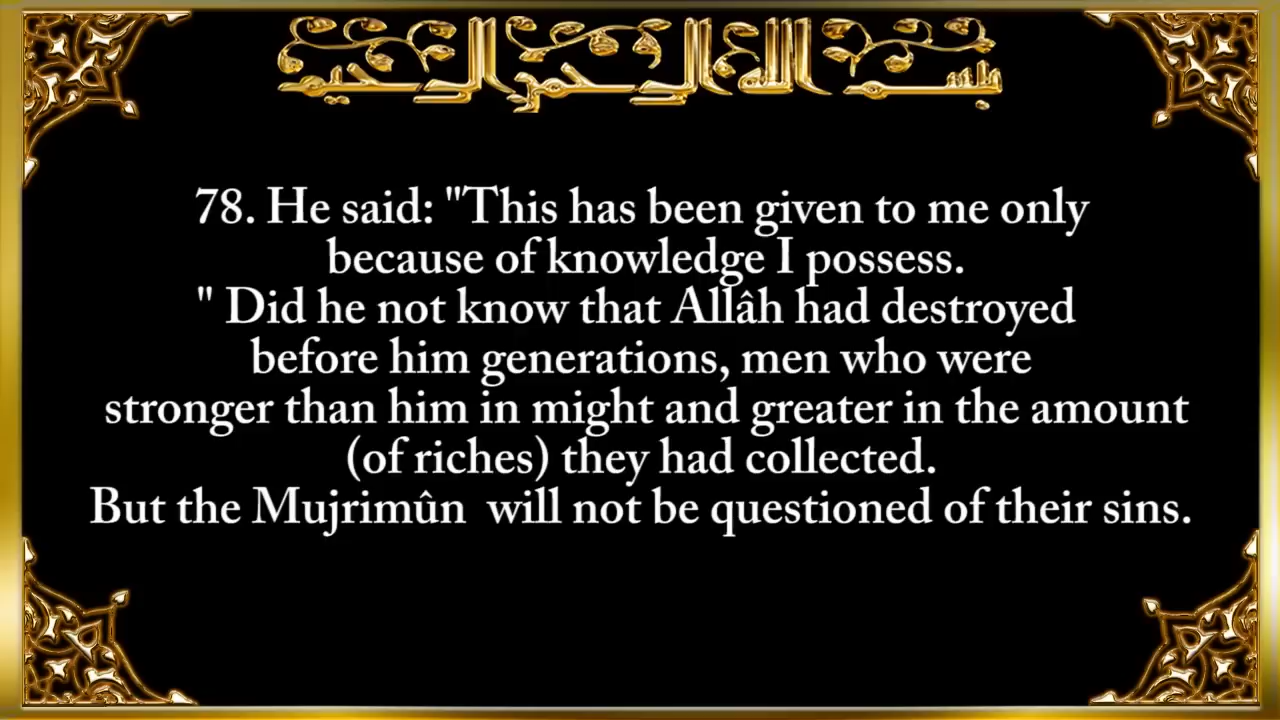 بسم الله الرحمن الرحيم
78. He said: "This has been given to me only
because of knowledge I possess.
" Did he not know that Allâh had destroyed
before him generations, men who were
stronger than him in might and greater in the amount
(of riches) they had collected.
But the Mujrimûn will not be questioned of their sins.